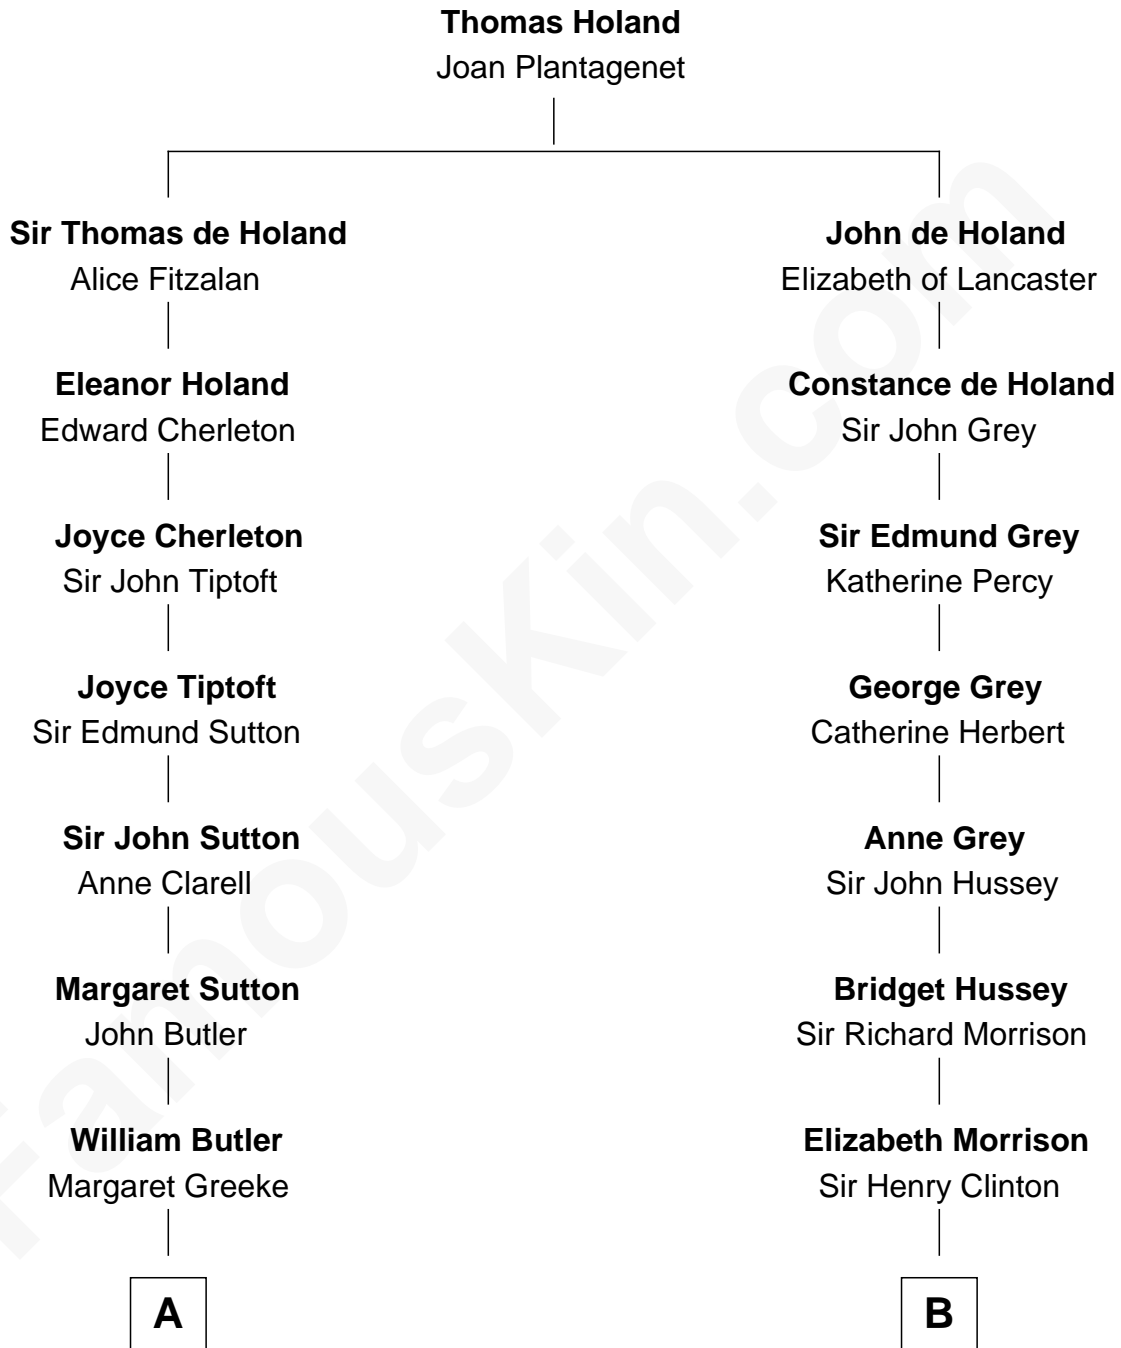 Thomas Holand
Joan Plantagenet
Sir Thomas de Holand
Alice Fitzalan
John de Holand
Elizabeth of Lancaster
Eleanor Holand
Edward Cherleton
Constance de Holand
Sir John Grey
Joyce Cherleton
Sir John Tiptoft
Sir Edmund Grey
Katherine Percy
Joyce Tiptoft
Sir Edmund Sutton
George Grey
Catherine Herbert
Sir John Sutton
Anne Clarell
Anne Grey
Sir John Hussey
Margaret Sutton
John Butler
Bridget Hussey
Sir Richard Morrison
William Butler
Margaret Greeke
Elizabeth Morrison
Sir Henry Clinton
A
B
FamousKin.com